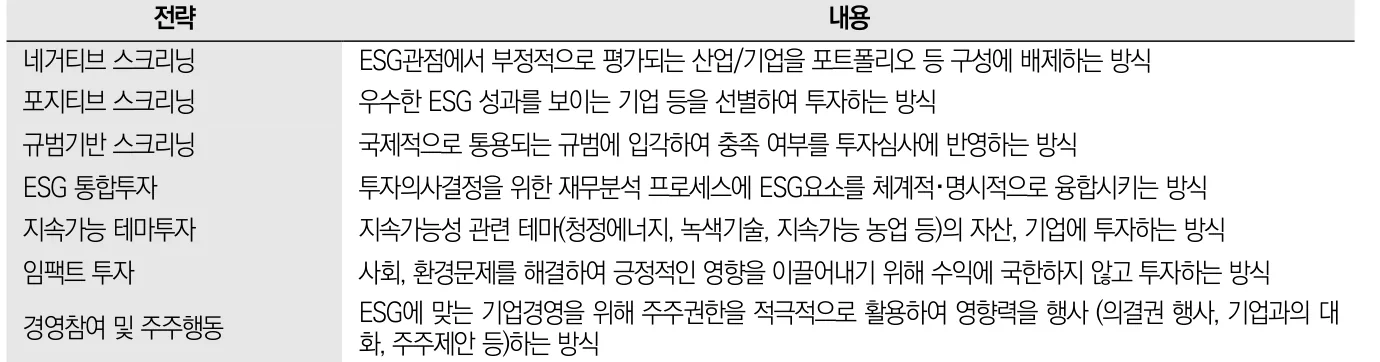 전략 내용
네거티브 스크리닝 ESG관점에서 부정적으로 평가되는 산업/기업을 포트폴리오 등 구성에 배제하는 방식
포지티브 스크리닝 우수한 ESG 성과를 보이는 기업 등을 선별하여 투자하는 방식
규범기반 스크리닝 국제적으로 통용되는 규범에 입각하여 충족 여부를 투자심사에 반영하는 방식
ESG 통합투자 투자의사결정을 위한 재무분석 프로세스에 ESG요소를 체계적·명시적으로 융합시키는 방식
지속가능 테마투자 지속가능성 관련 테마(청정에너지, 녹색기술, 지속가능 농업 등)의 자산, 기업에 투자하는 방식
임팩트 투자 사회, 환경문제를 해결하여 긍정적인 영향을 이끌어내기 위해 수익에 국한하지 않고 투자하는 방식
경영참여 및 주주행동 ESG에 맞는 기업경영을 위해 주주권한을 적극적으로 활용하여 영향력을 행사 (의결권 행사, 기업과의 대
화, 주주제안 등)하는 방식